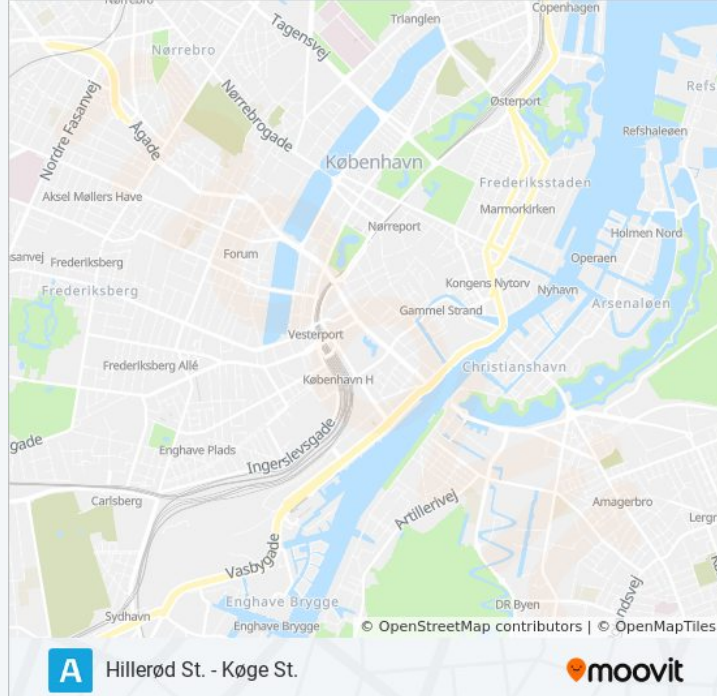 Nørrebro
Copenhagen
Trianglen
Tagensvej
Nørrebro
Nordre Fasanvej
Ågade
Nørrebrogade
Østerport
Refs
Refshaleøen
København
Frederiksstaden
Aksel Møllers Have
Marmorkirken
Nørreport
Holmen Nord
Forum
Operaen
sanvej
Frederiksberg
Frederiksberg
Kongens Nytorv
Nyhavn
Arsenaløen
Gammel Strand
Vesterport
Frederiksberg Allé
Christianshavn
København H
gade
Enghave Plads
Ingerslevsgade
Carlsberg
Artillerivej
Amagerbro
Lergr
Vasbygade
Enghave Brygge
Sydhavn
Enghave Brygge
DR Byen
ndsvej
© OpenStreetMap contributors | © OpenMapTiles
A Hillerød St. - Køge St.
moovit